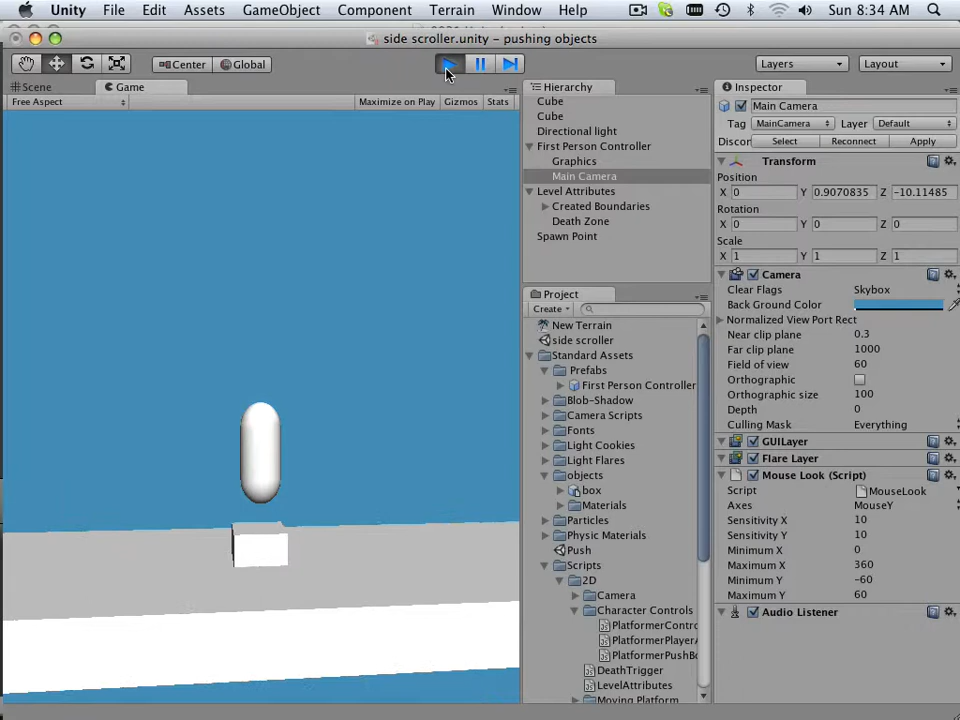 Unity File Edit Assets GameObject Component Terrain Window Help Sun 8:34 AM
side scroller.unity – pushing objects
Center Global Layers Layout
Scene Game
Free Aspect Maximize on Play Gizmos Stats
Hierarchy
Cube
Cube
Directional light
First Person Controller
Graphics
Main Camera
Level Attributes
Created Boundaries
Death Zone
Spawn Point
Project
Create
New Terrain
side scroller
Standard Assets
Prefabs
First Person Controller
Blob-Shadow
Camera Scripts
Fonts
Light Cookies
Light Flares
objects
box
Materials
Particles
Physic Materials
Push
Scripts
2D
Camera
Character Controls
PlatformerContro
PlatformerPlayerA
PlatformerPushBo
DeathTrigger
LevelAttributes
Moving Platform
Inspector
Main Camera
Tag MainCamera Layer Default
Discor Select Reconnect Apply
Transform
Position
X 0 Y 0.9070835 Z -10.11485
Rotation
X 0 Y 0 Z 0
Scale
X 1 Y 1 Z 1
Camera
Clear Flags Skybox
Back Ground Color
Normalized View Port Rect
Near clip plane 0.3
Far clip plane 1000
Field of view 60
Orthographic
Orthographic size 100
Depth 0
Culling Mask Everything
GUILayer
Flare Layer
Mouse Look (Script)
Script MouseLook
Axes MouseY
Sensitivity X 10
Sensitivity Y 10
Minimum X 0
Maximum X 360
Minimum Y -60
Maximum Y 60
Audio Listener